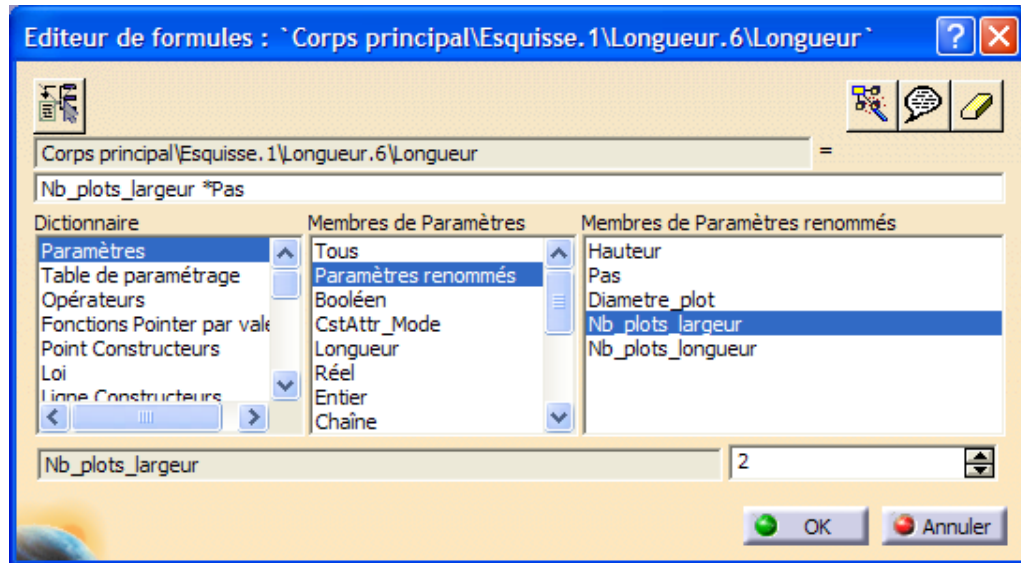 Editeur de formules : `Corps principal\Esquisse.1\Longueur.6\Longueur`
Corps principal\Esquisse.1\Longueur.6\Longueur =
Nb_plots_largeur *Pas
Dictionnaire Membres de Paramètres Membres de Paramètres renommés
Paramètres Tous Hauteur
Table de paramétrage Paramètres renommés Pas
Opérateurs Booléen Diametre_plot
Fonctions Pointer par vale CstAttr_Mode Nb_plots_largeur
Point Constructeurs Longueur Nb_plots_longueur
Loi Réel
Ligne Constructeurs Entier
Chaîne
Nb_plots_largeur 2
OK Annuler